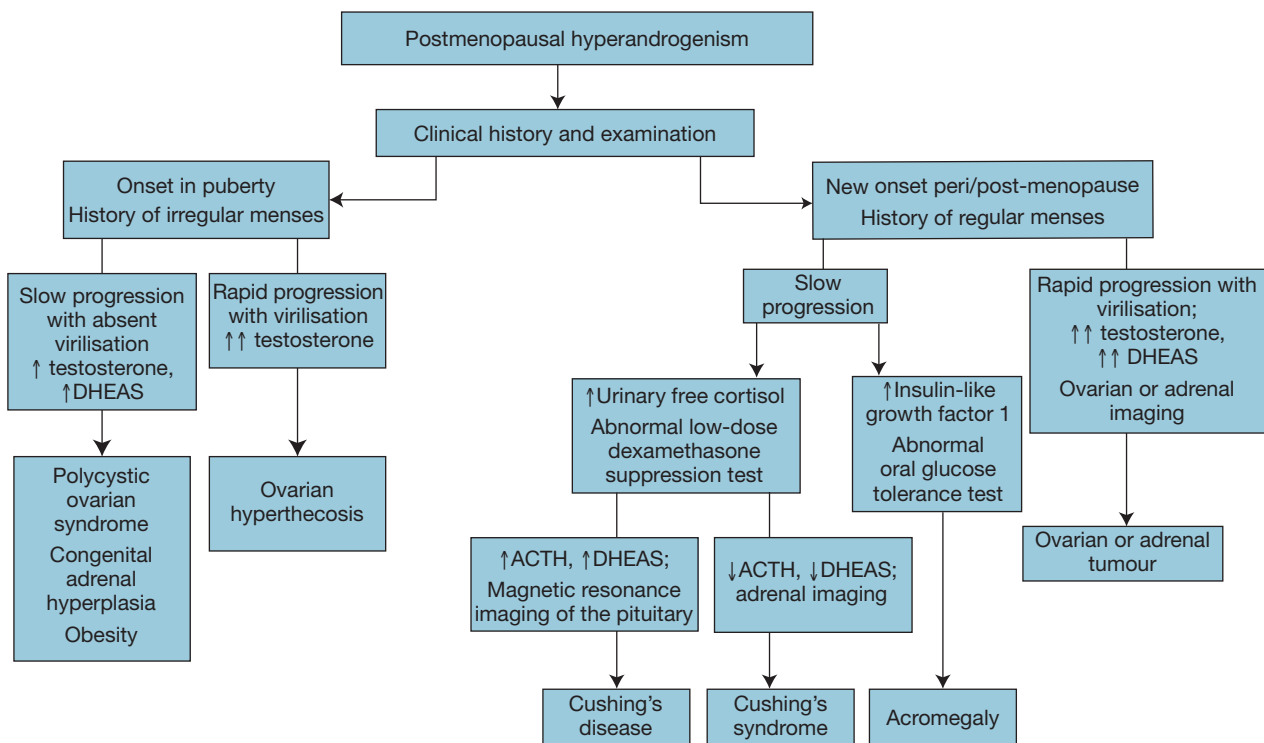 Postmenopausal hyperandrogenism
Clinical history and examination
Onset in puberty
History of irregular menses
New onset peri/post-menopause
History of regular menses
Slow progression
with absent
virilisation
↑ testosterone,
↑DHEAS
Rapid progression
with virilisation
↑↑ testosterone
Slow
progression
Rapid progression with
virilisation;
↑↑ testosterone,
↑↑ DHEAS
Ovarian or adrenal
imaging
↑Urinary free cortisol
Abnormal low-dose
dexamethasone
suppression test
↑Insulin-like
growth factor 1
Abnormal
oral glucose
tolerance test
Polycystic
ovarian
syndrome
Congenital
adrenal
hyperplasia
Obesity
Ovarian
hyperthecosis
↑ACTH, ↑DHEAS;
Magnetic resonance
imaging of the pituitary
↓ACTH, ↓DHEAS;
adrenal imaging
Ovarian or adrenal
tumour
Cushing’s
disease
Cushing’s
syndrome
Acromegaly